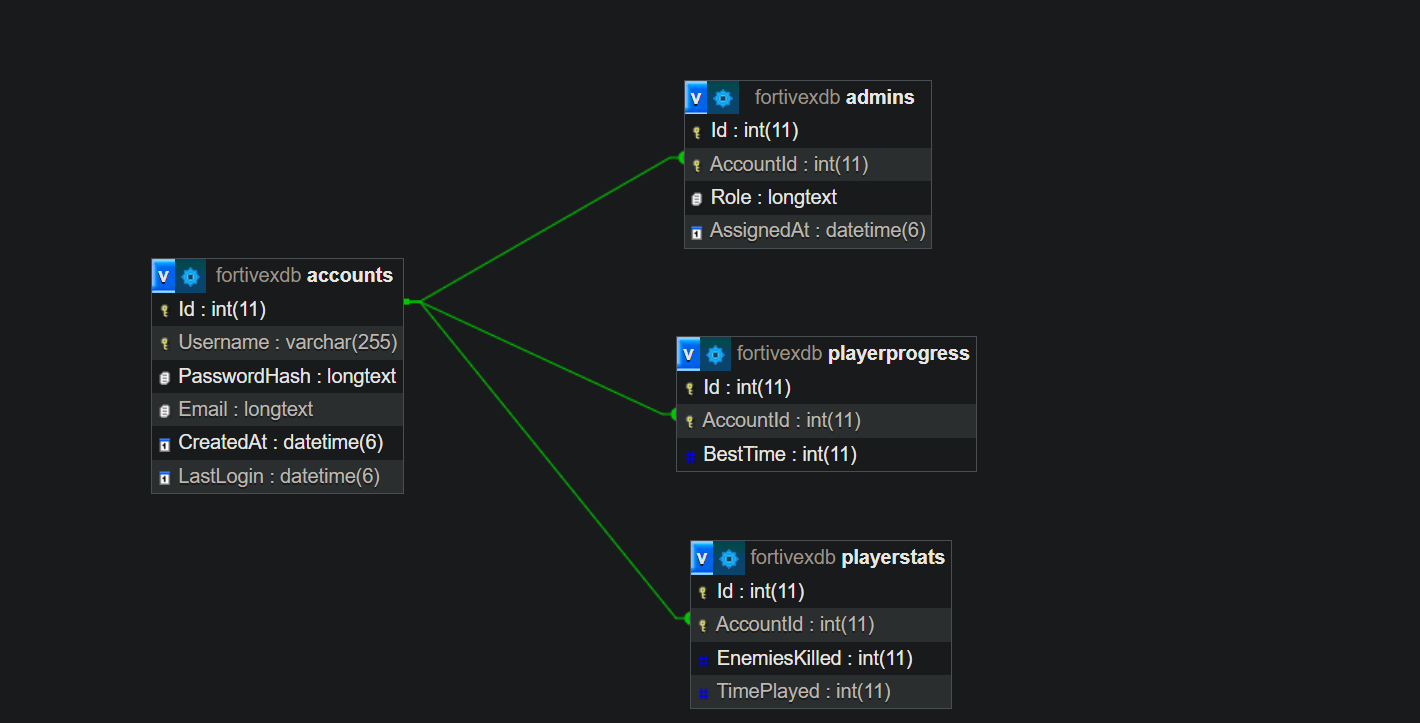 v fortivexdb admins
Id : int(11)
AccountId : int(11)
Role : longtext
AssignedAt : datetime(6)
v fortivexdb accounts
Id : int(11)
Username : varchar(255)
PasswordHash : longtext
Email : longtext
CreatedAt : datetime(6)
LastLogin : datetime(6)
v fortivexdb playerprogress
Id : int(11)
AccountId : int(11)
# BestTime : int(11)
v fortivexdb playerstats
Id : int(11)
AccountId : int(11)
# EnemiesKilled : int(11)
# TimePlayed : int(11)